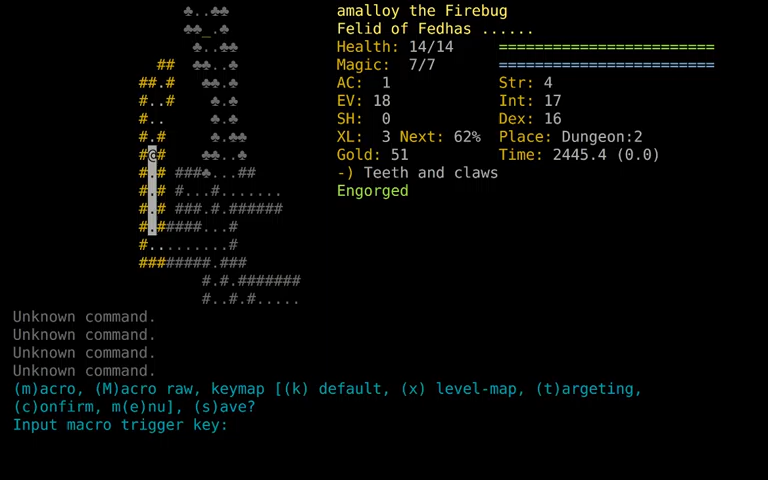 amalloy the Firebug
Felid of Fedhas ......
Health: 14/14 ========================
Magic: 7/7 ========================
AC: 1 Str: 4
EV: 18 Int: 17
SH: 0 Dex: 16
XL: 3 Next: 62% Place: Dungeon:2
Gold: 51 Time: 2445.4 (0.0)
-) Teeth and claws
Engorged
Unknown command.
Unknown command.
Unknown command.
Unknown command.
(m)acro, (M)acro raw, keymap [(k) default, (x) level-map, (t)argeting,
(c)onfirm, m(e)nu], (s)ave?
Input macro trigger key: